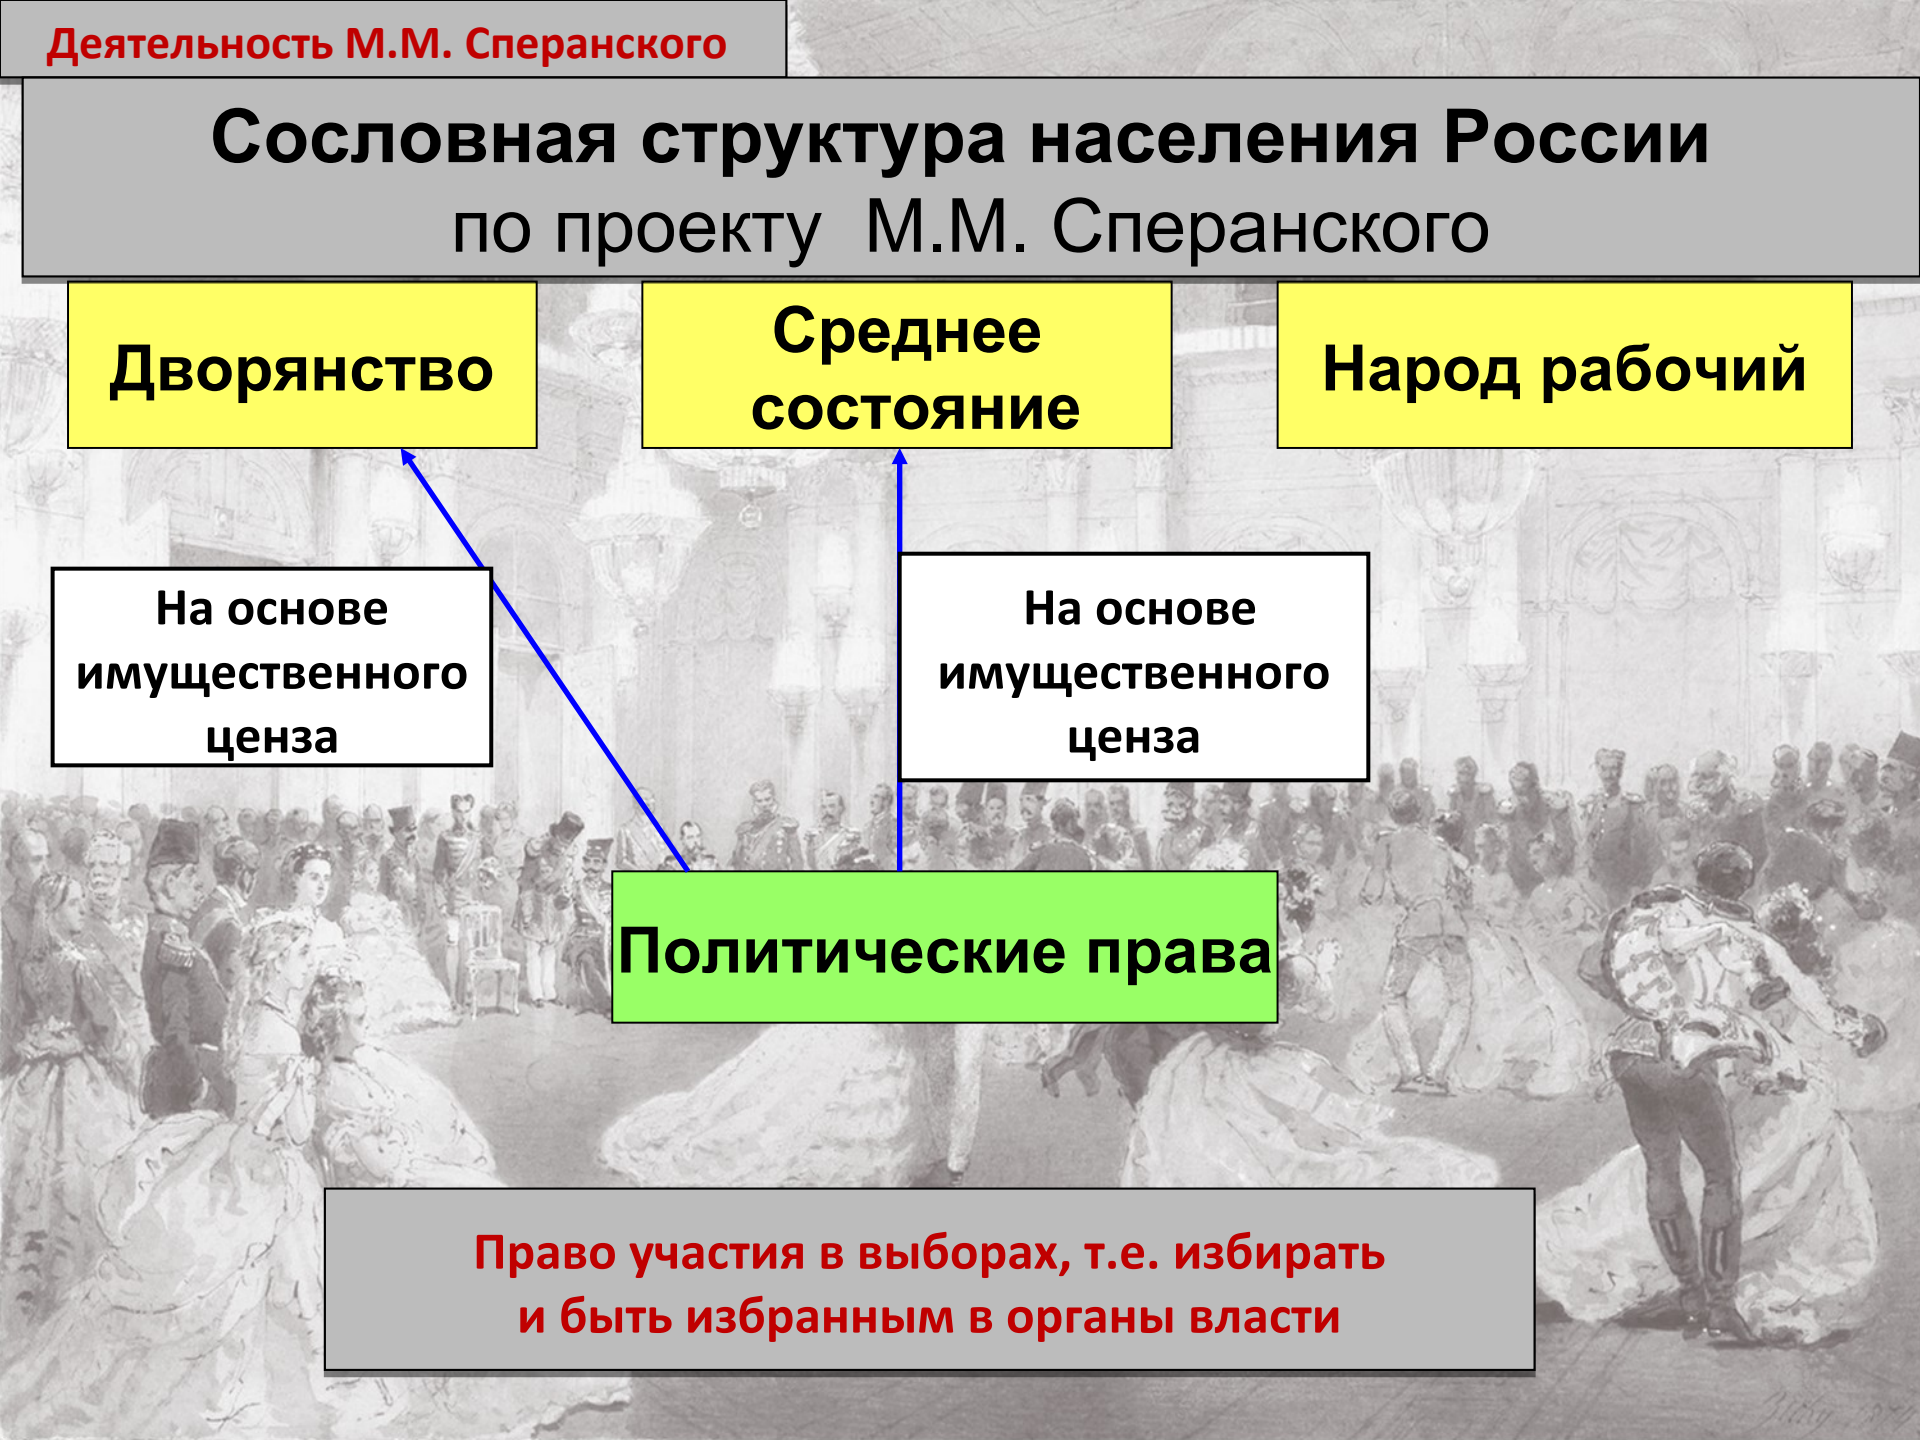 Деятельность М.М. Сперанского
Сословная структура населения России
по проекту М.М. Сперанского
Дворянство
Среднее
состояние
Народ рабочий
На основе
имущественного
ценза
На основе
имущественного
ценза
Политические права
Право участия в выборах, т.е. избирать
и быть избранным в органы власти